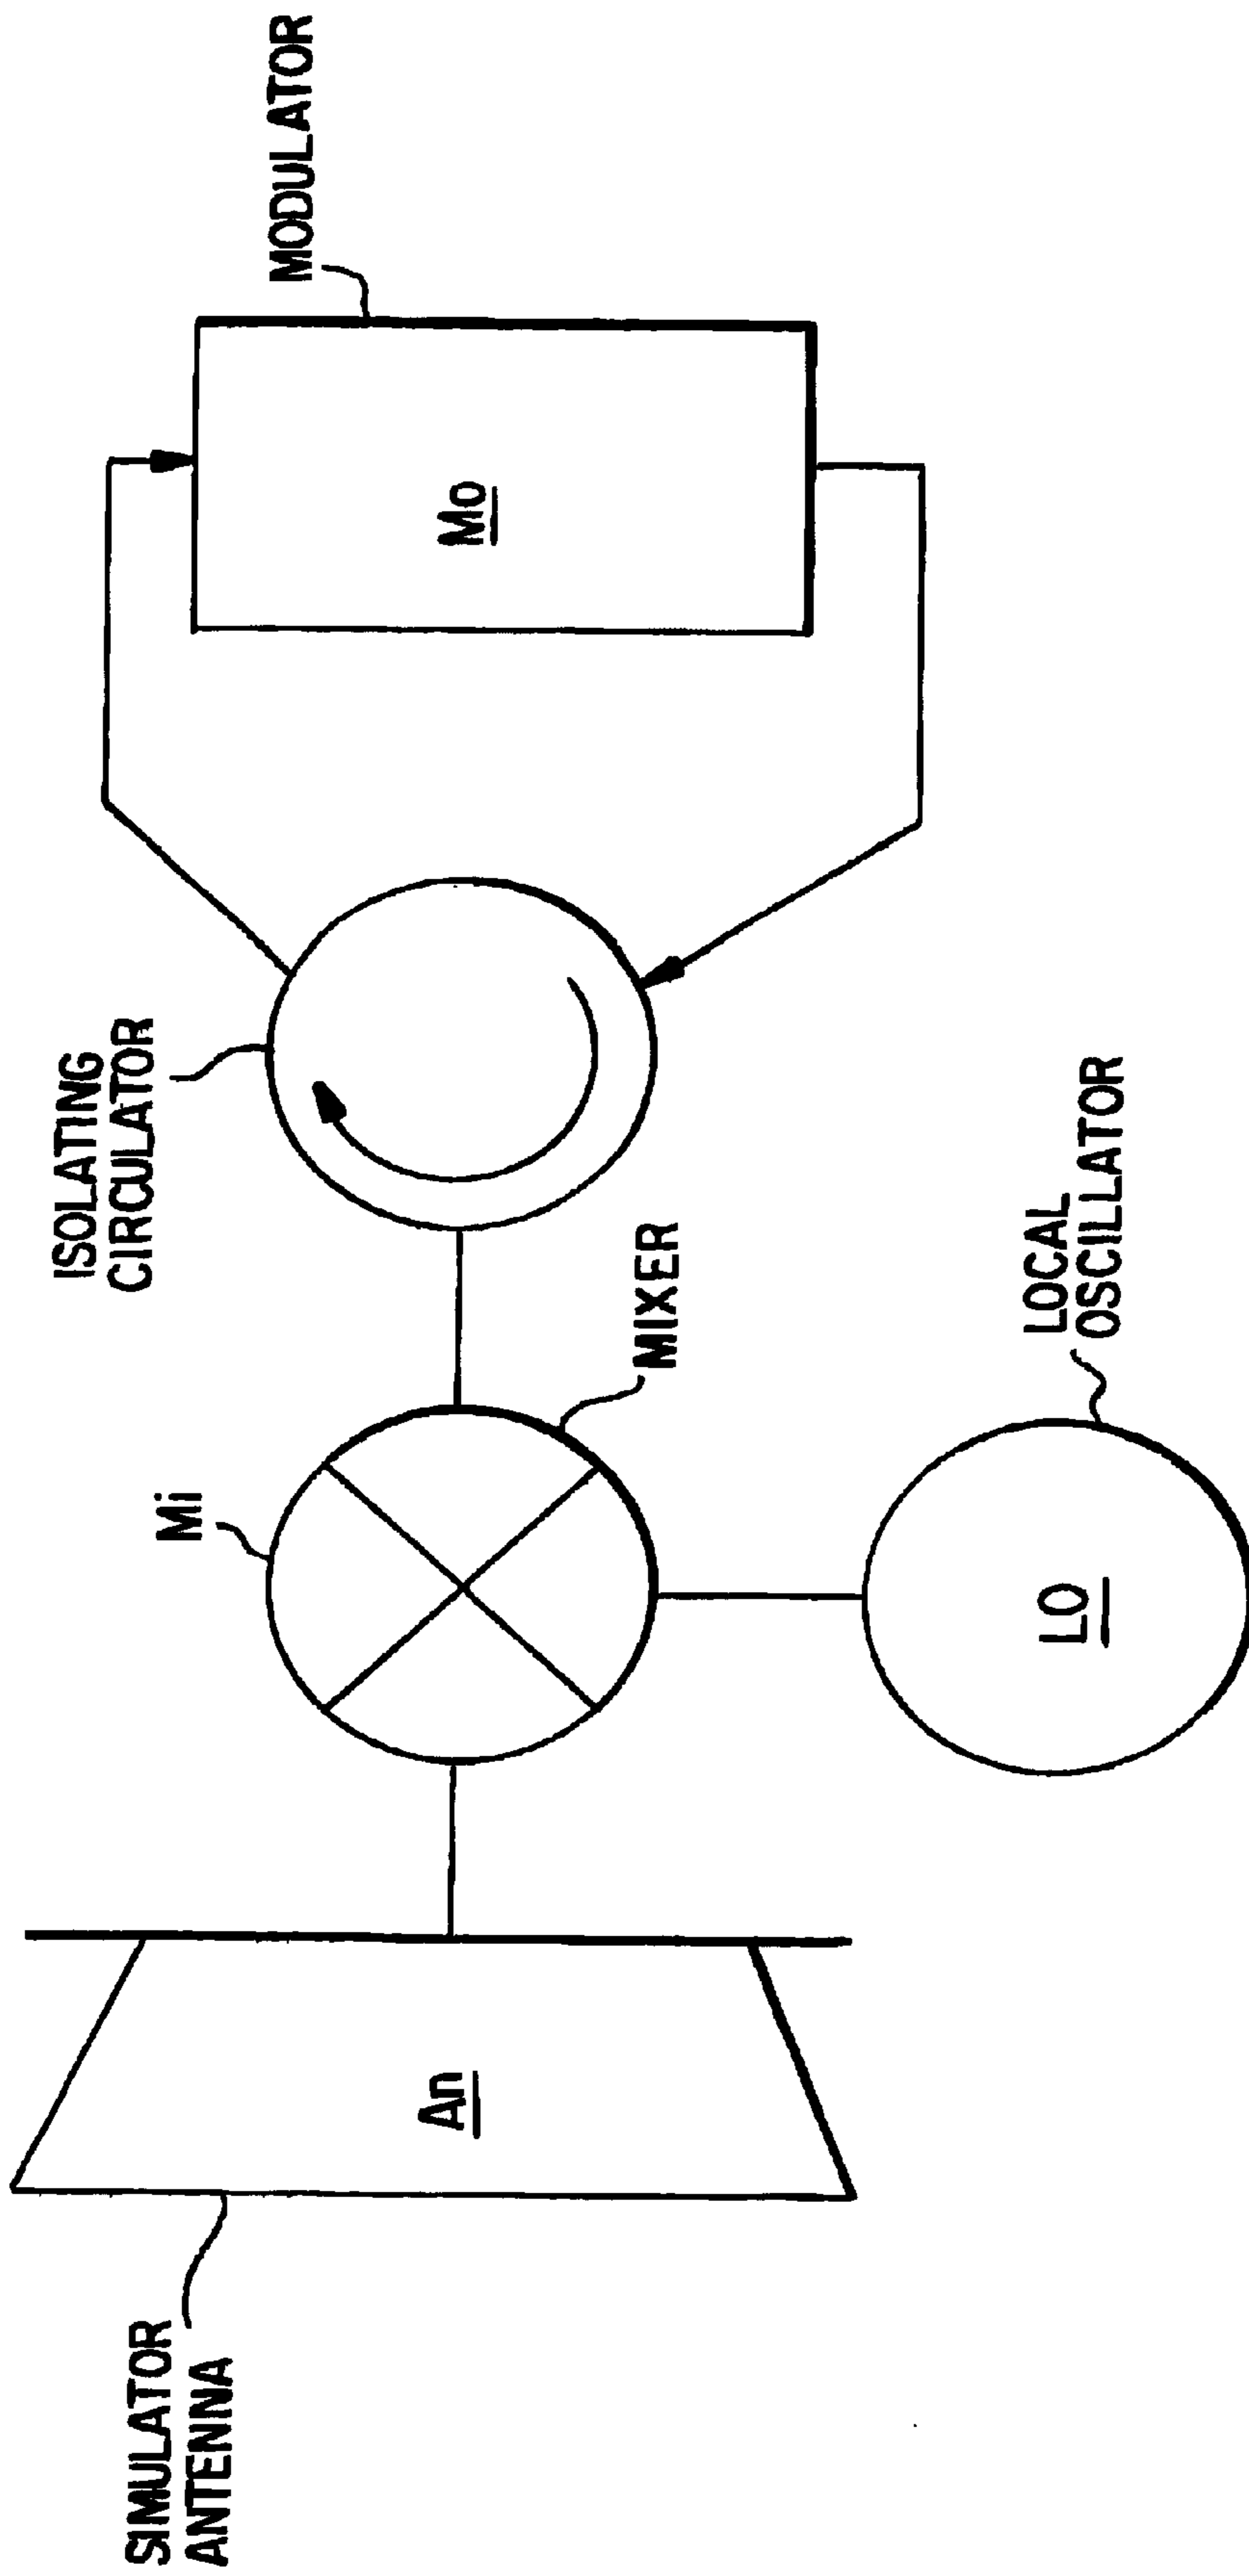 SIMULATOR
ANTENNA
An
Mi
MIXER
LO
LOCAL
OSCILLATOR
ISOLATING
CIRCULATOR
Mo
MODULATOR